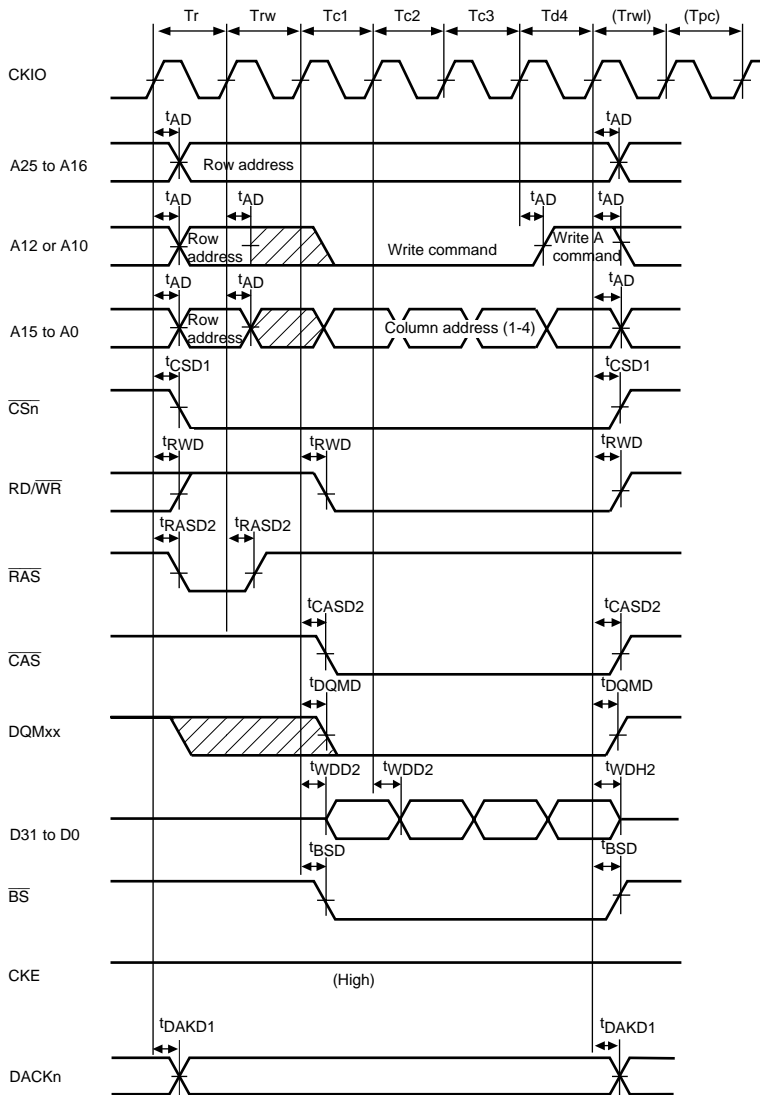 Tr Trw Tc1 Tc2 Tc3 Td4 (Trwl) (Tpc)
CKIO
tAD tAD
A25 to A16 Row address
tAD tAD tAD tAD
A12 or A10 Row address Write command Write A command
tAD tAD tAD
A15 to A0 Row address Column address (1-4)
tCSD1 tCSD1
CSn
tRWD tRWD tRWD
RD/WR
tRASD2 tRASD2
RAS
tCASD2 tCASD2
CAS
tDQMD tDQMD
DQMxx
tWDD2 tWDD2 tWDH2
D31 to D0
tBSD tBSD
BS
CKE (High)
tDAKD1 tDAKD1
DACKn